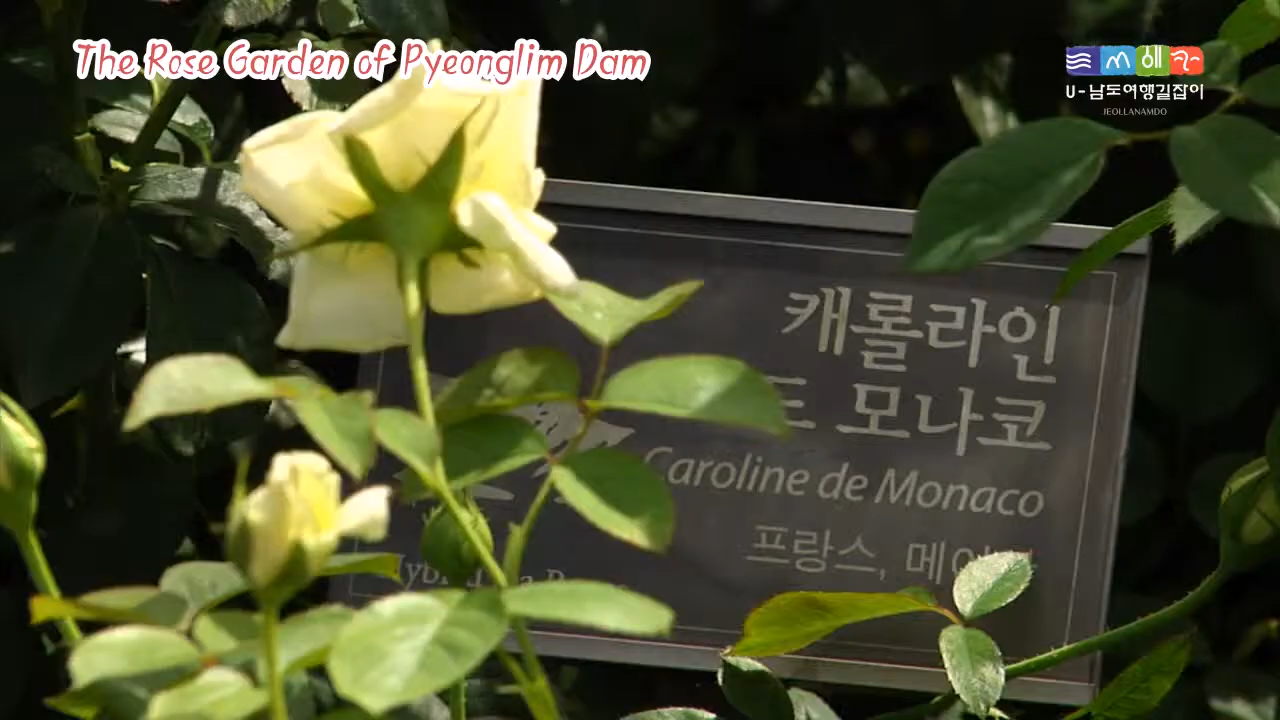 The Rose Garden of Pyeonglim Dam
U-남도여행길잡이
JEOLLANAMDO
캐롤라인
드 모나코
Caroline de Monaco
프랑스,